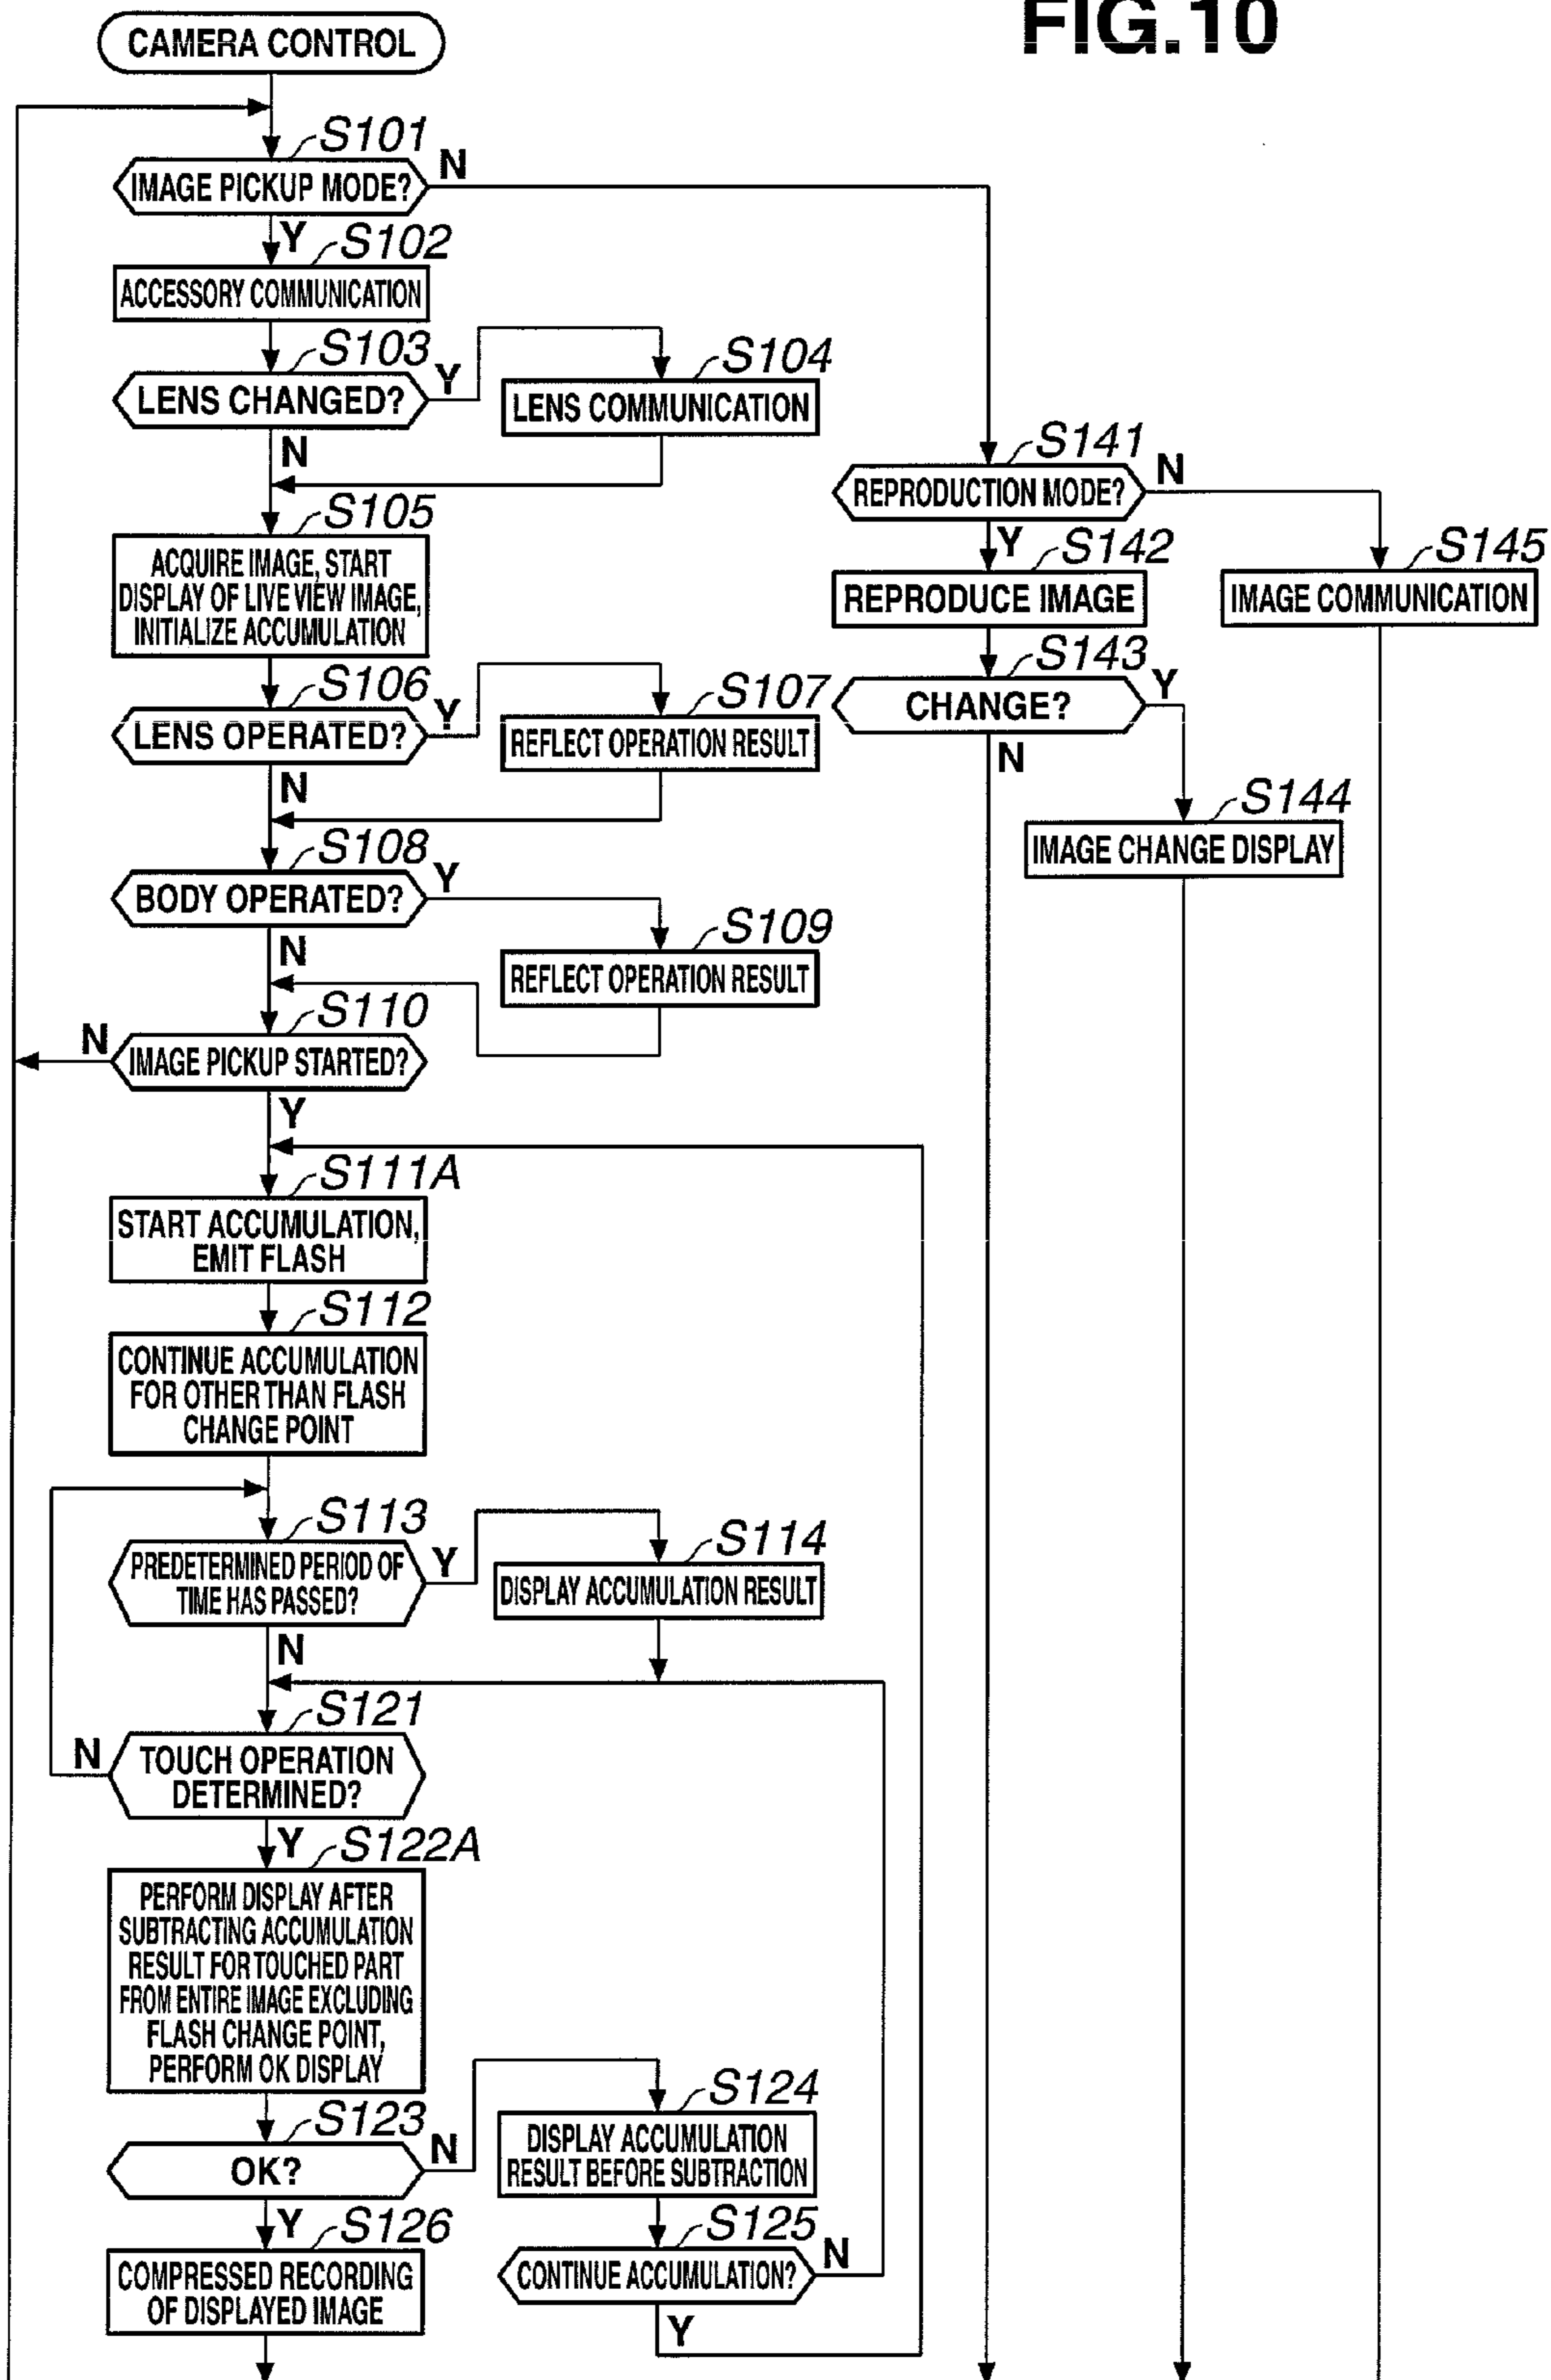 FIG.10
CAMERA CONTROL
S101
IMAGE PICKUP MODE?
N
Y
S102
ACCESSORY COMMUNICATION
S103
LENS CHANGED?
Y
N
S104
LENS COMMUNICATION
S105
ACQUIRE IMAGE, START
DISPLAY OF LIVE VIEW IMAGE,
INITIALIZE ACCUMULATION
S106
LENS OPERATED?
Y
N
S107
REFLECT OPERATION RESULT
S108
BODY OPERATED?
Y
N
S109
REFLECT OPERATION RESULT
S110
IMAGE PICKUP STARTED?
N
Y
S111A
START ACCUMULATION,
EMIT FLASH
S112
CONTINUE ACCUMULATION
FOR OTHER THAN FLASH
CHANGE POINT
S113
PREDETERMINED PERIOD OF
TIME HAS PASSED?
Y
N
S114
DISPLAY ACCUMULATION RESULT
S121
TOUCH OPERATION
DETERMINED?
N
Y
S122A
PERFORM DISPLAY AFTER
SUBTRACTING ACCUMULATION
RESULT FOR TOUCHED PART
FROM ENTIRE IMAGE EXCLUDING
FLASH CHANGE POINT,
PERFORM OK DISPLAY
S123
OK?
N
Y
S124
DISPLAY ACCUMULATION
RESULT BEFORE SUBTRACTION
S125
CONTINUE ACCUMULATION?
N
Y
S126
COMPRESSED RECORDING
OF DISPLAYED IMAGE
S141
REPRODUCTION MODE?
N
Y
S142
REPRODUCE IMAGE
S143
CHANGE?
Y
N
S144
IMAGE CHANGE DISPLAY
S145
IMAGE COMMUNICATION